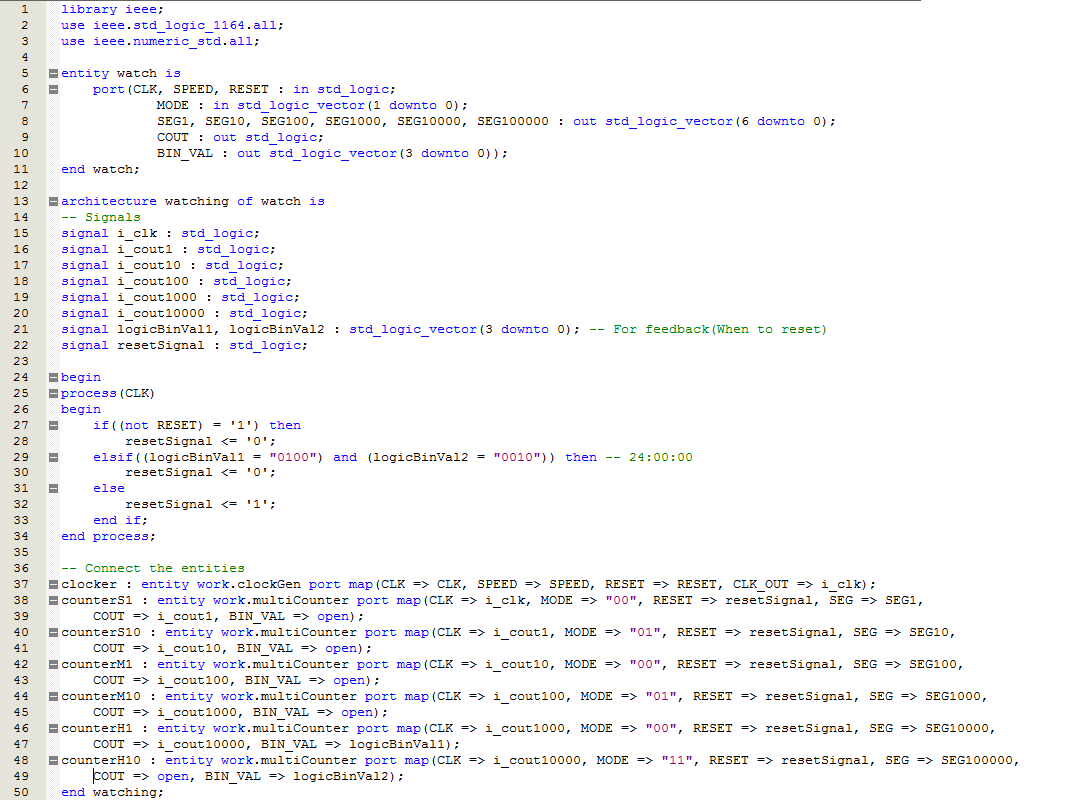 1 library ieee;
2 use ieee.std_logic_1164.all;
3 use ieee.numeric_std.all;
4
5 entity watch is
6     port(CLK, SPEED, RESET : in std_logic;
7             MODE : in std_logic_vector(1 downto 0);
8             SEG1, SEG10, SEG100, SEG1000, SEG10000, SEG100000 : out std_logic_vector(6 downto 0);
9             COUT : out std_logic;
10             BIN_VAL : out std_logic_vector(3 downto 0));
11 end watch;
12
13 architecture watching of watch is
14 -- Signals
15 signal i_clk : std_logic;
16 signal i_cout1 : std_logic;
17 signal i_cout10 : std_logic;
18 signal i_cout100 : std_logic;
19 signal i_cout1000 : std_logic;
20 signal i_cout10000 : std_logic;
21 signal logicBinVal1, logicBinVal2 : std_logic_vector(3 downto 0); -- For feedback(When to reset)
22 signal resetSignal : std_logic;
23
24 begin
25 process(CLK)
26 begin
27     if((not RESET) = '1') then
28         resetSignal <= '0';
29     elsif((logicBinVal1 = "0100") and (logicBinVal2 = "0010")) then -- 24:00:00
30         resetSignal <= '0';
31     else
32         resetSignal <= '1';
33     end if;
34 end process;
35
36 -- Connect the entities
37 clocker : entity work.clockGen port map(CLK => CLK, SPEED => SPEED, RESET => RESET, CLK_OUT => i_clk);
38 counterS1 : entity work.multiCounter port map(CLK => i_clk, MODE => "00", RESET => resetSignal, SEG => SEG1,
39     COUT => i_cout1, BIN_VAL => open);
40 counterS10 : entity work.multiCounter port map(CLK => i_cout1, MODE => "01", RESET => resetSignal, SEG => SEG10,
41     COUT => i_cout10, BIN_VAL => open);
42 counterM1 : entity work.multiCounter port map(CLK => i_cout10, MODE => "00", RESET => resetSignal, SEG => SEG100,
43     COUT => i_cout100, BIN_VAL => open);
44 counterM10 : entity work.multiCounter port map(CLK => i_cout100, MODE => "01", RESET => resetSignal, SEG => SEG1000,
45     COUT => i_cout1000, BIN_VAL => open);
46 counterH1 : entity work.multiCounter port map(CLK => i_cout1000, MODE => "00", RESET => resetSignal, SEG => SEG10000,
47     COUT => i_cout10000, BIN_VAL => logicBinVal1);
48 counterH10 : entity work.multiCounter port map(CLK => i_cout10000, MODE => "11", RESET => resetSignal, SEG => SEG100000,
49     COUT => open, BIN_VAL => logicBinVal2);
50 end watching;